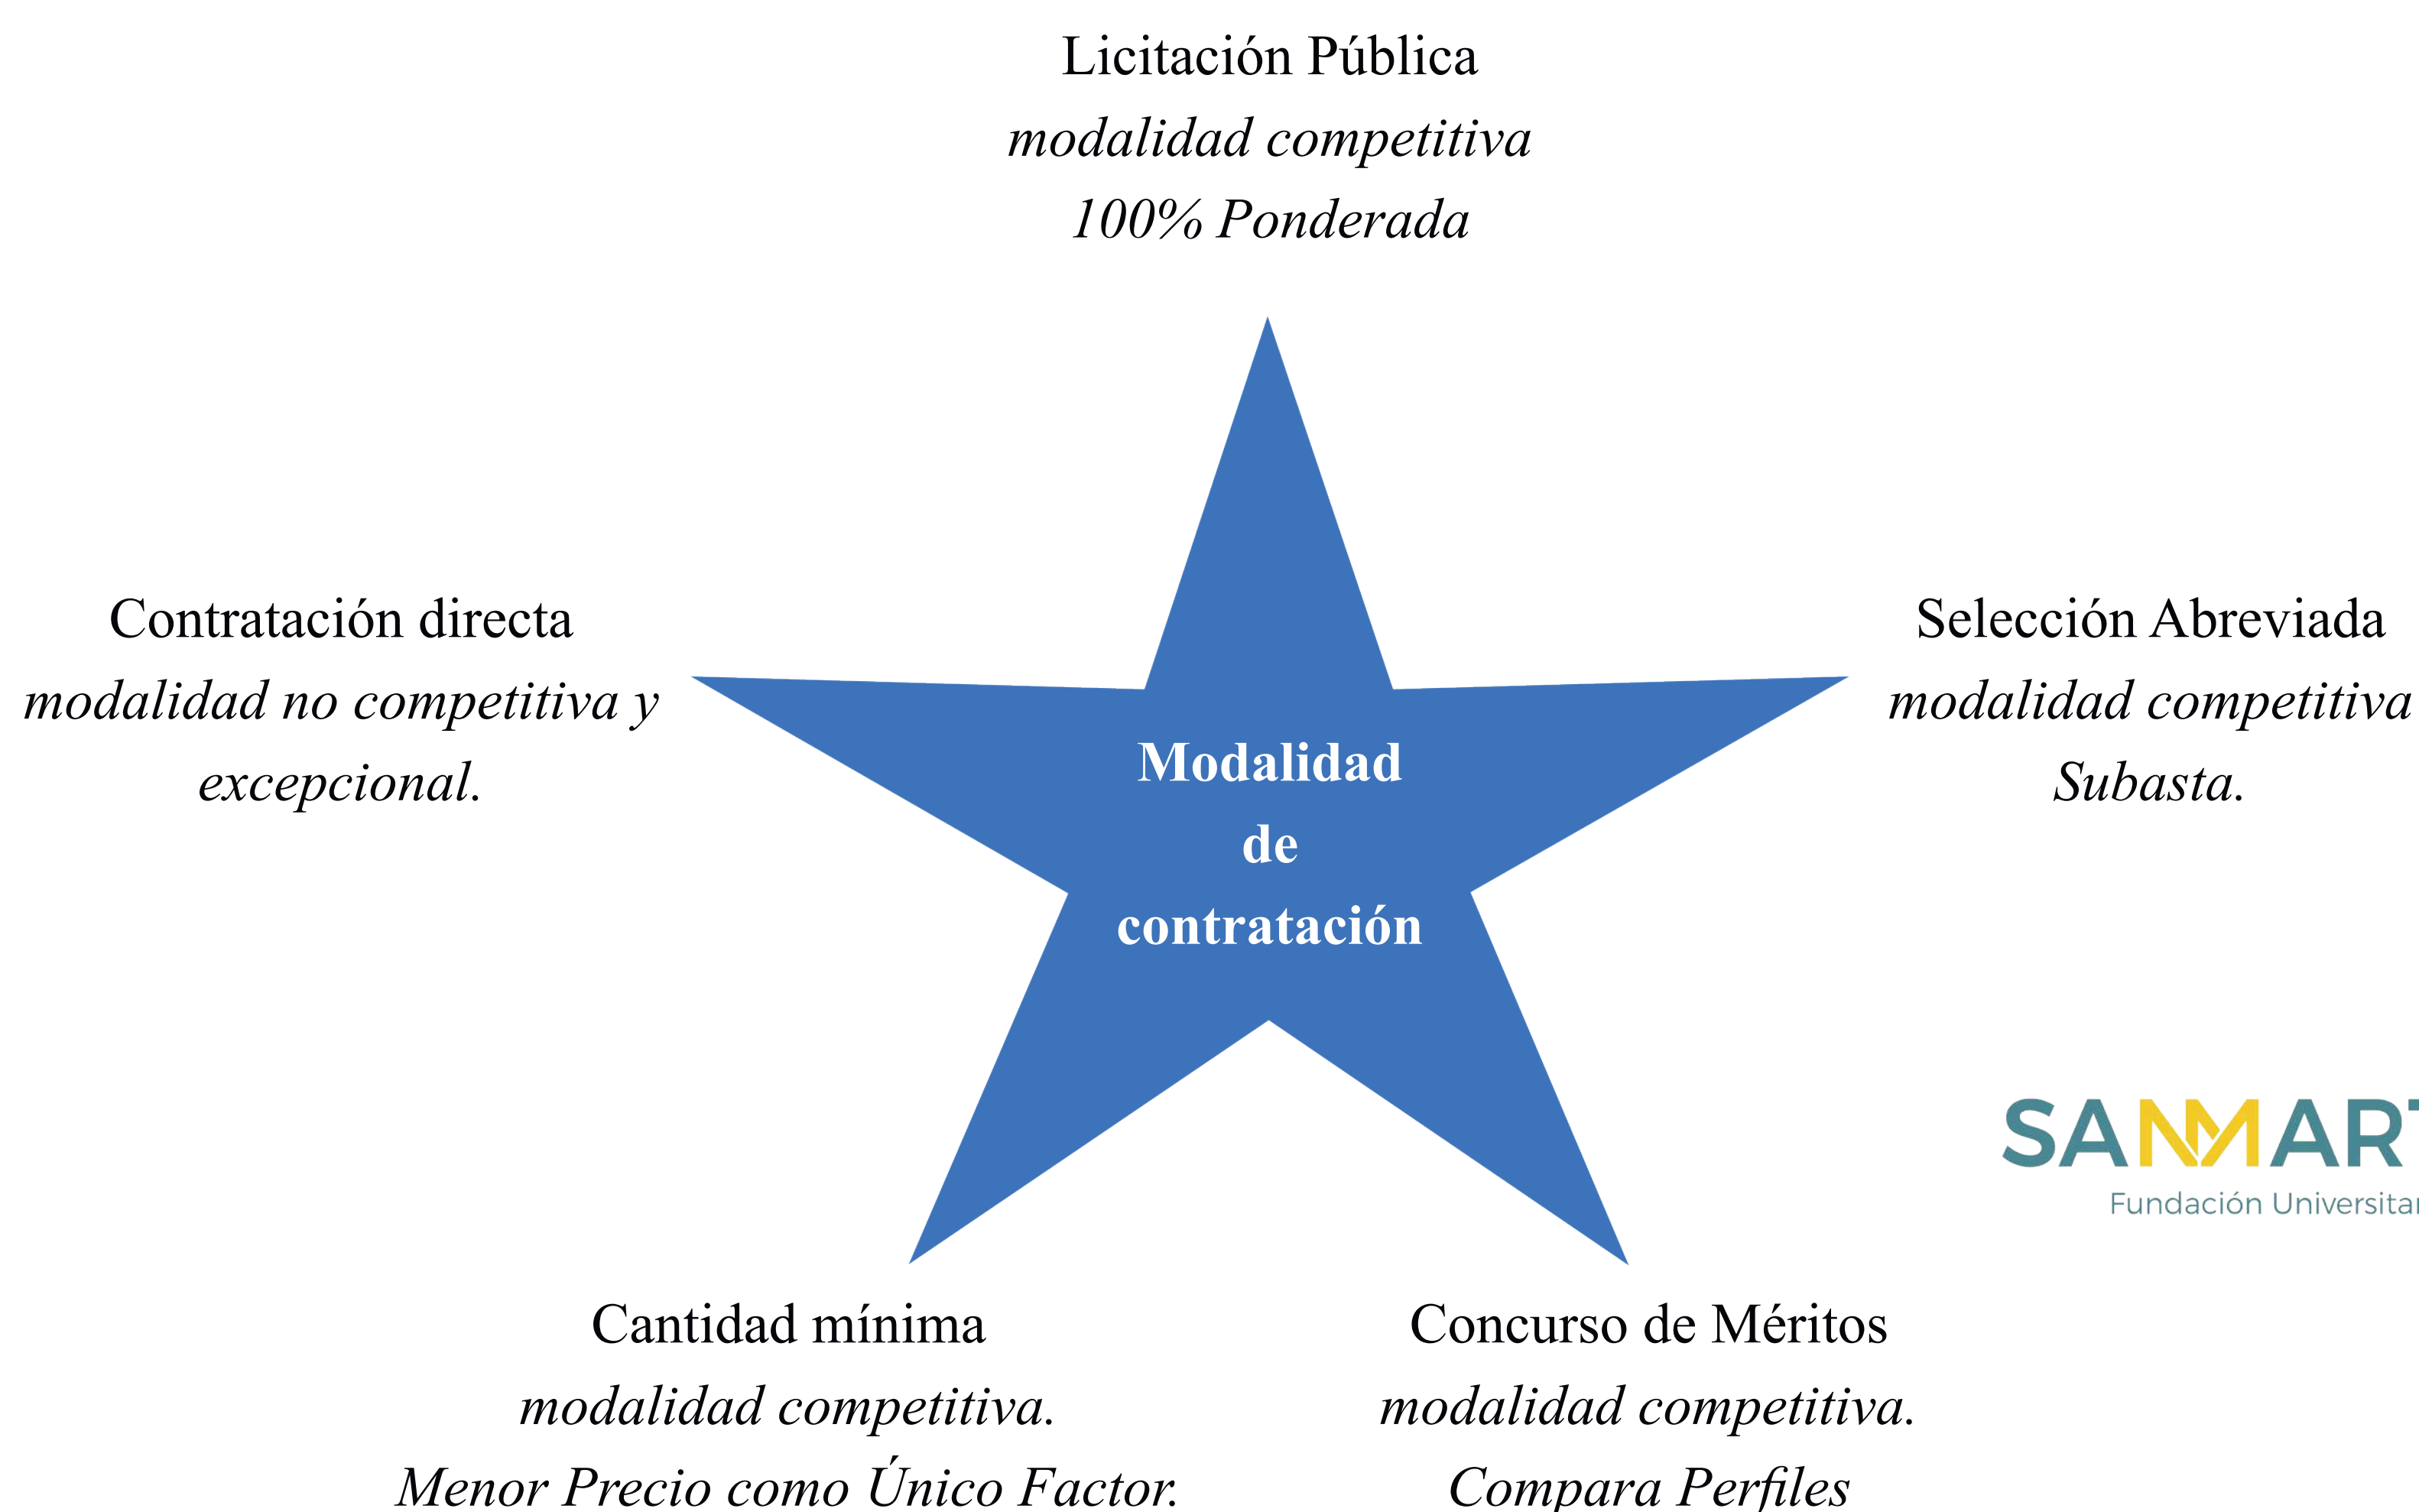 Licitación Pública
modalidad competitiva
100% Ponderada
Contratación directa
modalidad no competitiva y
excepcional.
Selección Abreviada
modalidad competitiva
Subasta.
Modalidad
de
contratación
Cantidad mínima
modalidad competitiva.
Menor Precio como Único Factor.
Concurso de Méritos
modalidad competitiva.
Compara Perfiles
SANMART
Fundación